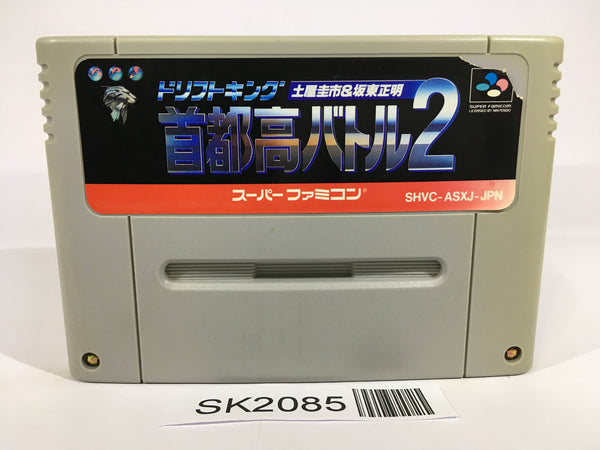 ドリフトキング 土屋圭市&坂東正明
首都高バトル2
SUPER FAMICOM
LICENSED BY NINTENDO
スーパーファミコン®
SHVC-ASXJ-JPN
SK2085